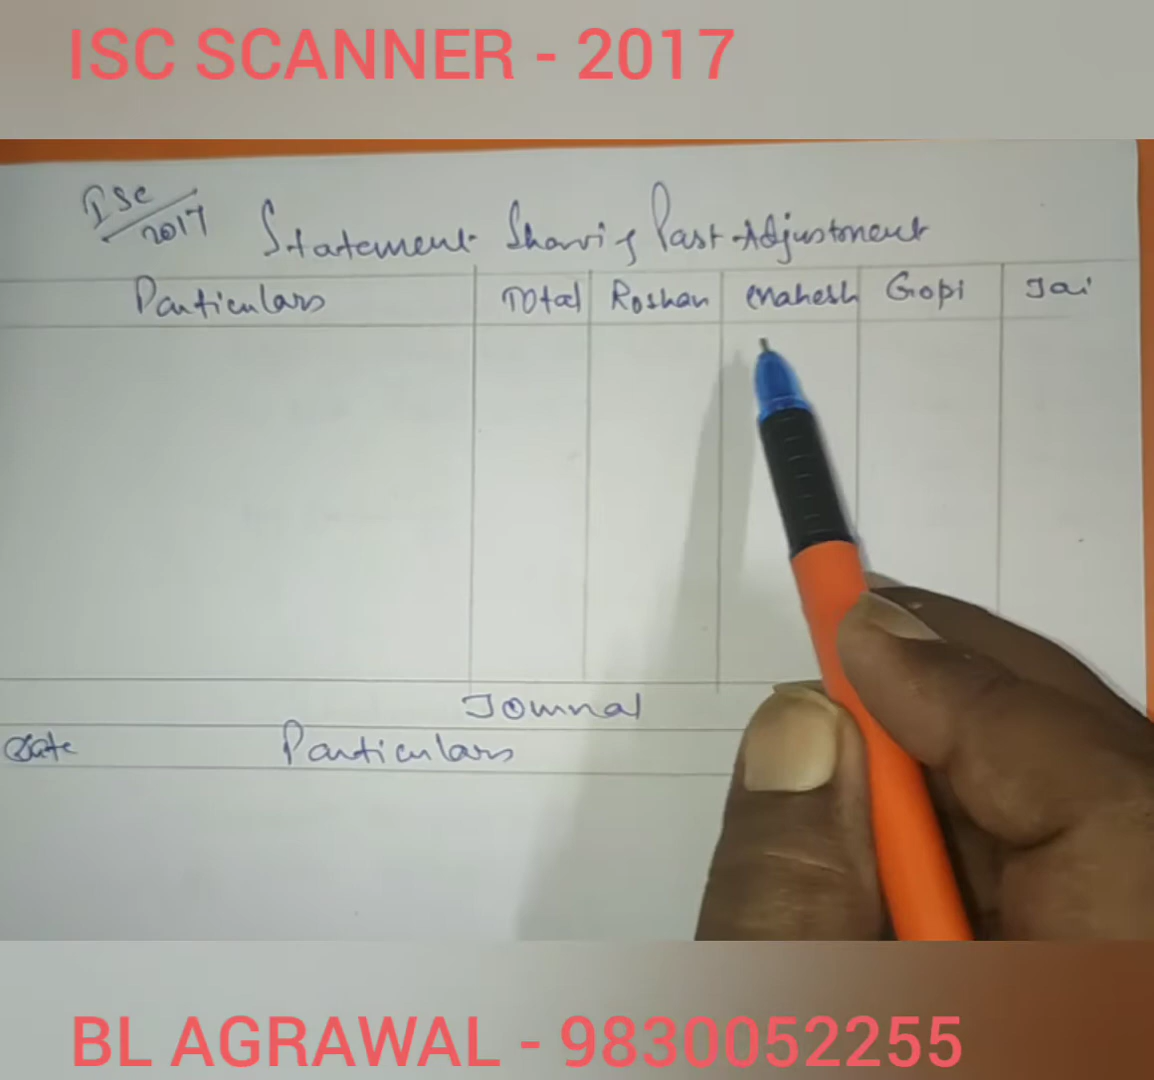 ISC SCANNER - 2017
ISC/2017 Statement Showing Past Adjustment
Particulars Total Roshan Mahesh Gopi Jai
Journal
Date Particulars
BL AGRAWAL - 9830052255